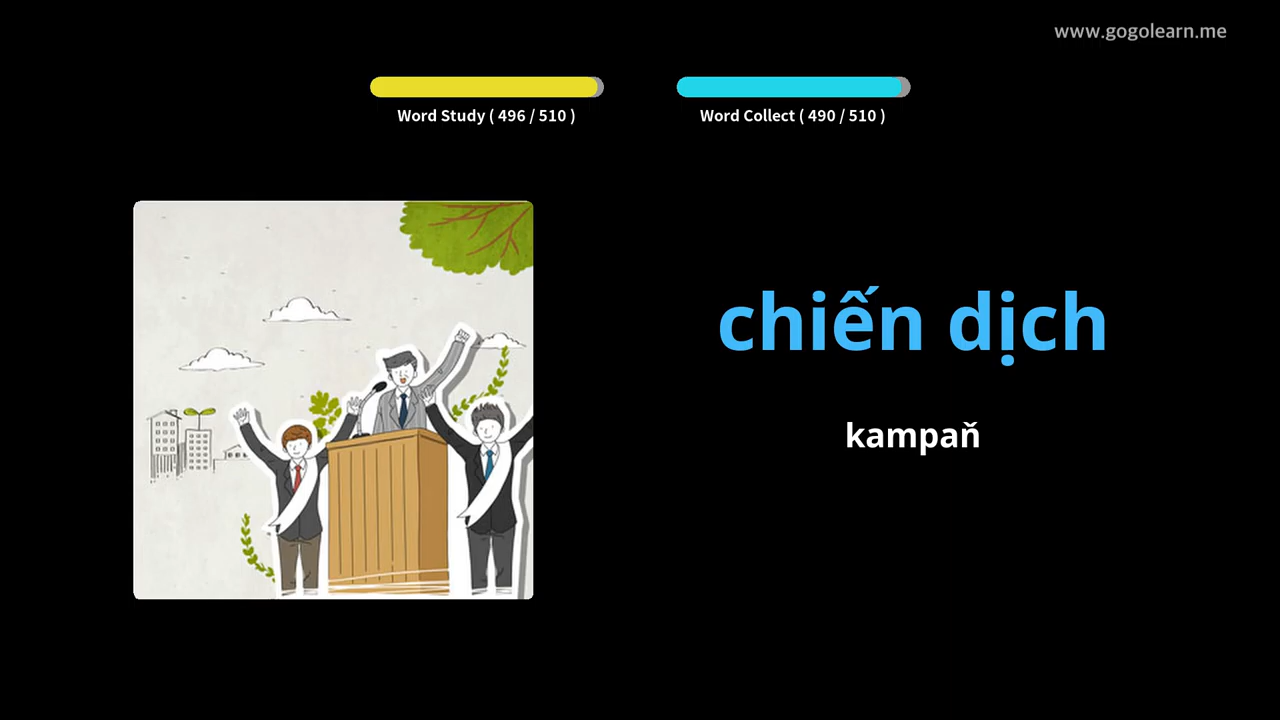 www.gogolearn.me
Word Study ( 496 / 510 )
Word Collect ( 490 / 510 )
chiến dịch
kampaň